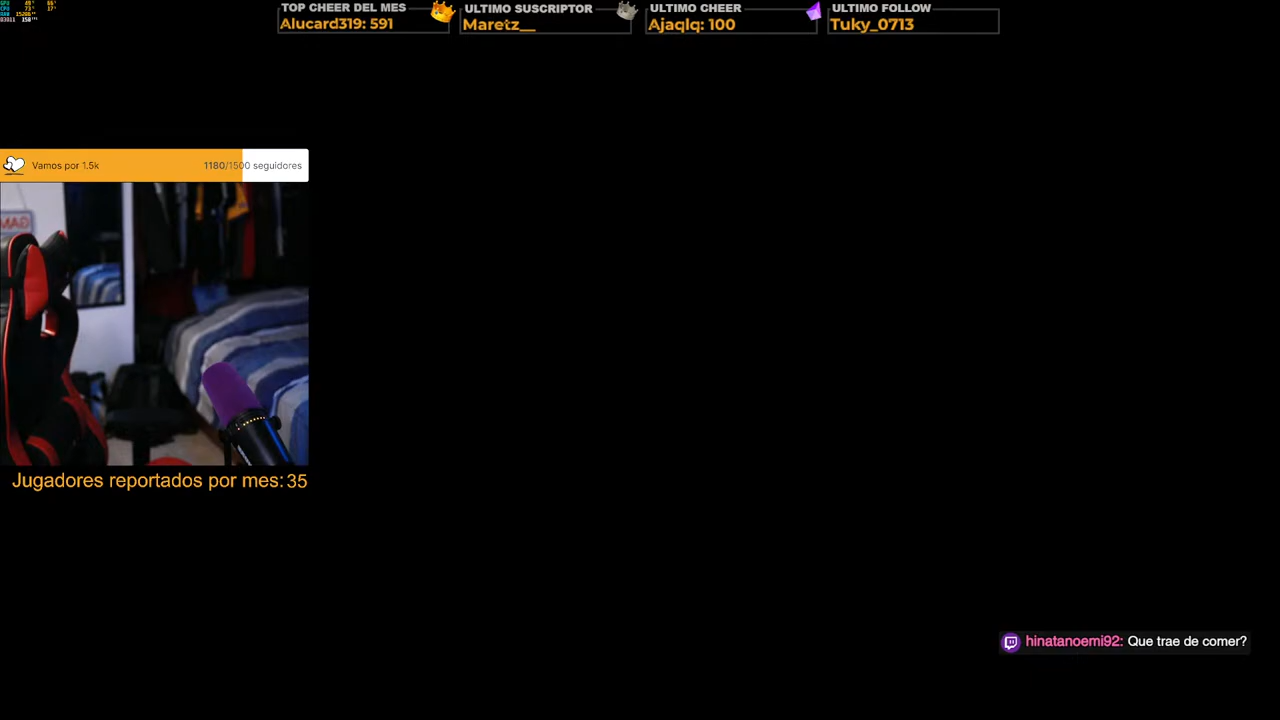 TOP CHEER DEL MES
Alucard319: 591
ULTIMO SUSCRIPTOR
Maretz__
ULTIMO CHEER
Ajaqlq: 100
ULTIMO FOLLOW
Tuky_0713
Vamos por 1.5k
1180/1500 seguidores
Jugadores reportados por mes: 35
hinatanoemi92: Que trae de comer?